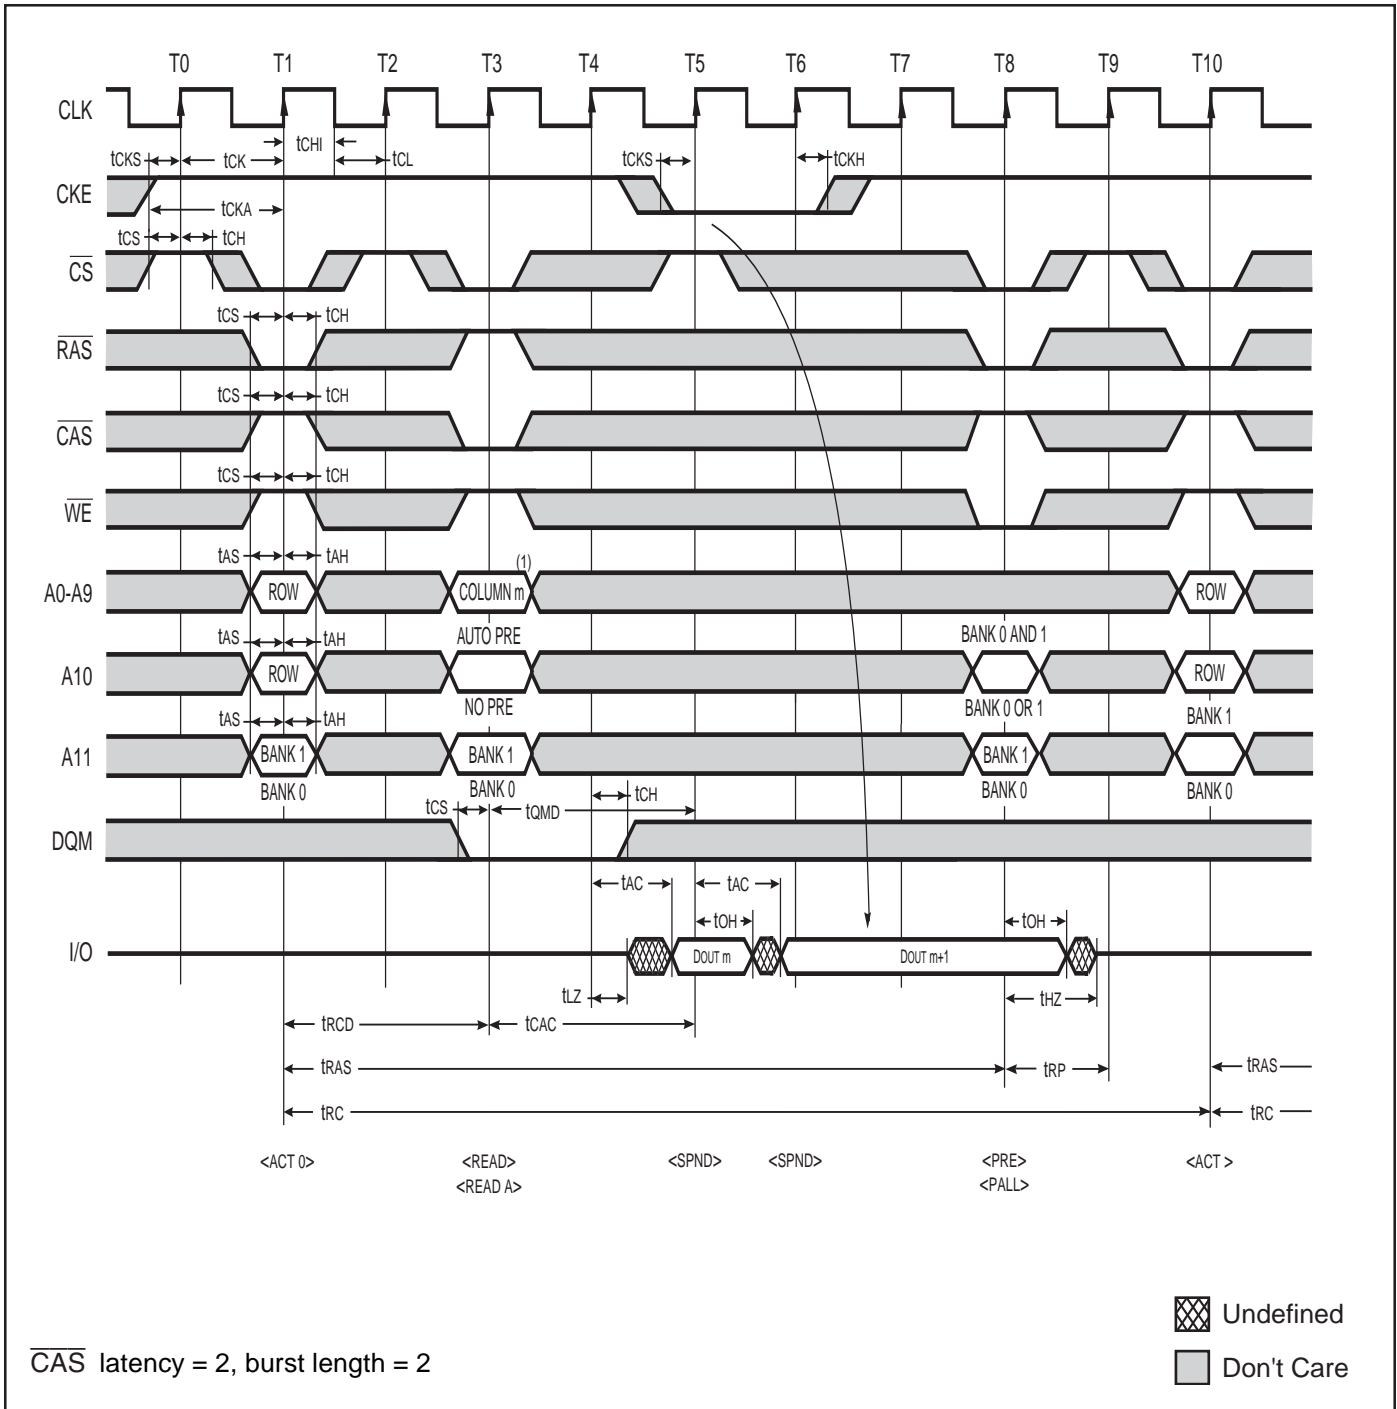 T0 T1 T2 T3 T4 T5 T6 T7 T8 T9 T10
CLK
tCHI
tCKS tCK tCL tCKS tCKH
CKE
tCKA
tCS tCH
CS
tCS tCH
RAS
tCS tCH
CAS
tCS tCH
WE
tAS tAH (1)
A0-A9 ROW COLUMN m ROW
tAS tAH AUTO PRE BANK 0 AND 1
A10 ROW ROW
NO PRE BANK 0 OR 1
tAS tAH BANK 1
A11 BANK 1 BANK 1 BANK 1
BANK 0 BANK 0 BANK 0 BANK 0
tCS tQMD tCH
DQM
tAC tAC
tOH tOH
I/O DOUT m DOUT m+1
tLZ tHZ
tRCD tCAC
tRAS tRP tRAS
tRC tRC
<ACT 0> <READ> <SPND> <SPND> <PRE> <ACT >
<READ A> <PALL>
Undefined
CAS latency = 2, burst length = 2
Don't Care